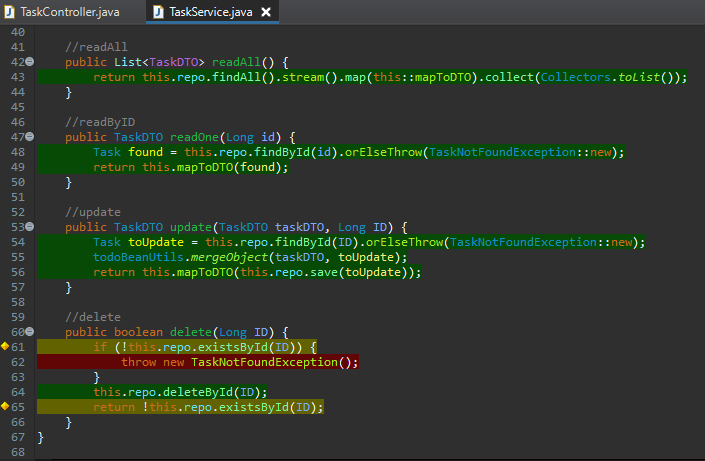 TaskController.java TaskService.java
40
41 //readAll
42 public List<TaskDTO> readAll() {
43 return this.repo.findAll().stream().map(this::mapToDTO).collect(Collectors.toList());
44 }
45
46 //readByID
47 public TaskDTO readOne(Long id) {
48 Task found = this.repo.findById(id).orElseThrow(TaskNotFoundException::new);
49 return this.mapToDTO(found);
50 }
51
52 //update
53 public TaskDTO update(TaskDTO taskDTO, Long ID) {
54 Task toUpdate = this.repo.findById(ID).orElseThrow(TaskNotFoundException::new);
55 todoBeanUtils.mergeObject(taskDTO, toUpdate);
56 return this.mapToDTO(this.repo.save(toUpdate));
57 }
58
59 //delete
60 public boolean delete(Long ID) {
61 if (!this.repo.existsById(ID)) {
62 throw new TaskNotFoundException();
63 }
64 this.repo.deleteById(ID);
65 return !this.repo.existsById(ID);
66 }
67 }
68